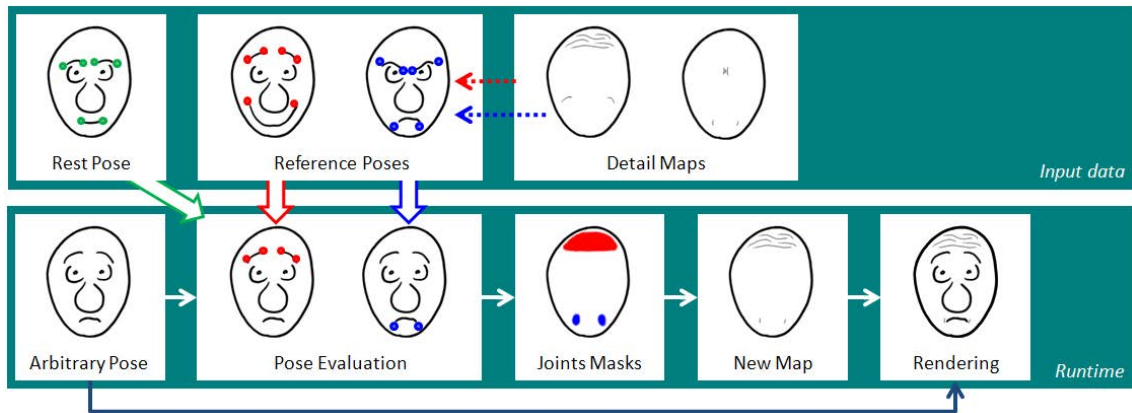 Rest Pose
Reference Poses
Detail Maps
Input data
Arbitrary Pose
Pose Evaluation
Joints Masks
New Map
Rendering
Runtime